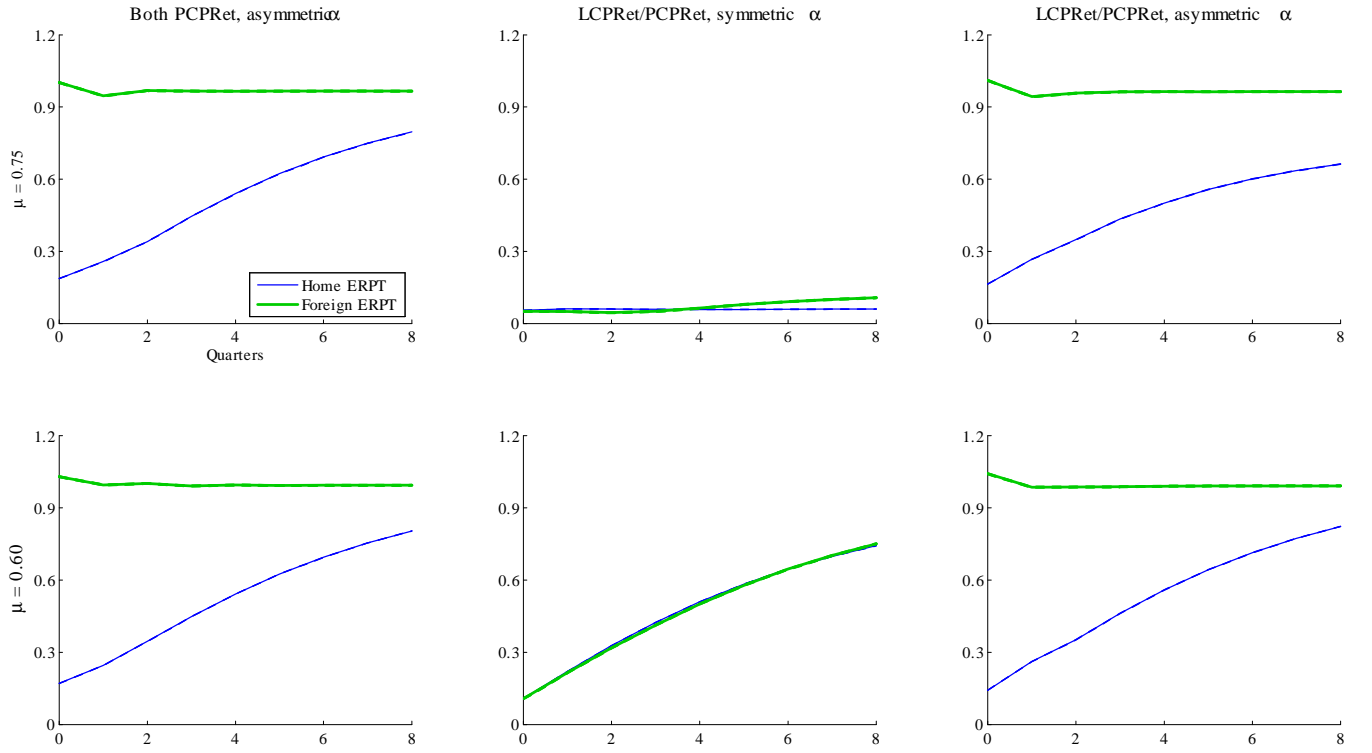 Both PCPRet, asymmetricα
LCPRet/PCPRet, symmetric α
LCPRet/PCPRet, asymmetric α
μ = 0.75
1.2
0.9
0.6
0.3
0
0 2 4 6 8
Quarters
Home ERPT
Foreign ERPT
1.2
0.9
0.6
0.3
0
0 2 4 6 8
1.2
0.9
0.6
0.3
0
0 2 4 6 8
μ = 0.60
1.2
0.9
0.6
0.3
0
0 2 4 6 8
1.2
0.9
0.6
0.3
0
0 2 4 6 8
1.2
0.9
0.6
0.3
0
0 2 4 6 8